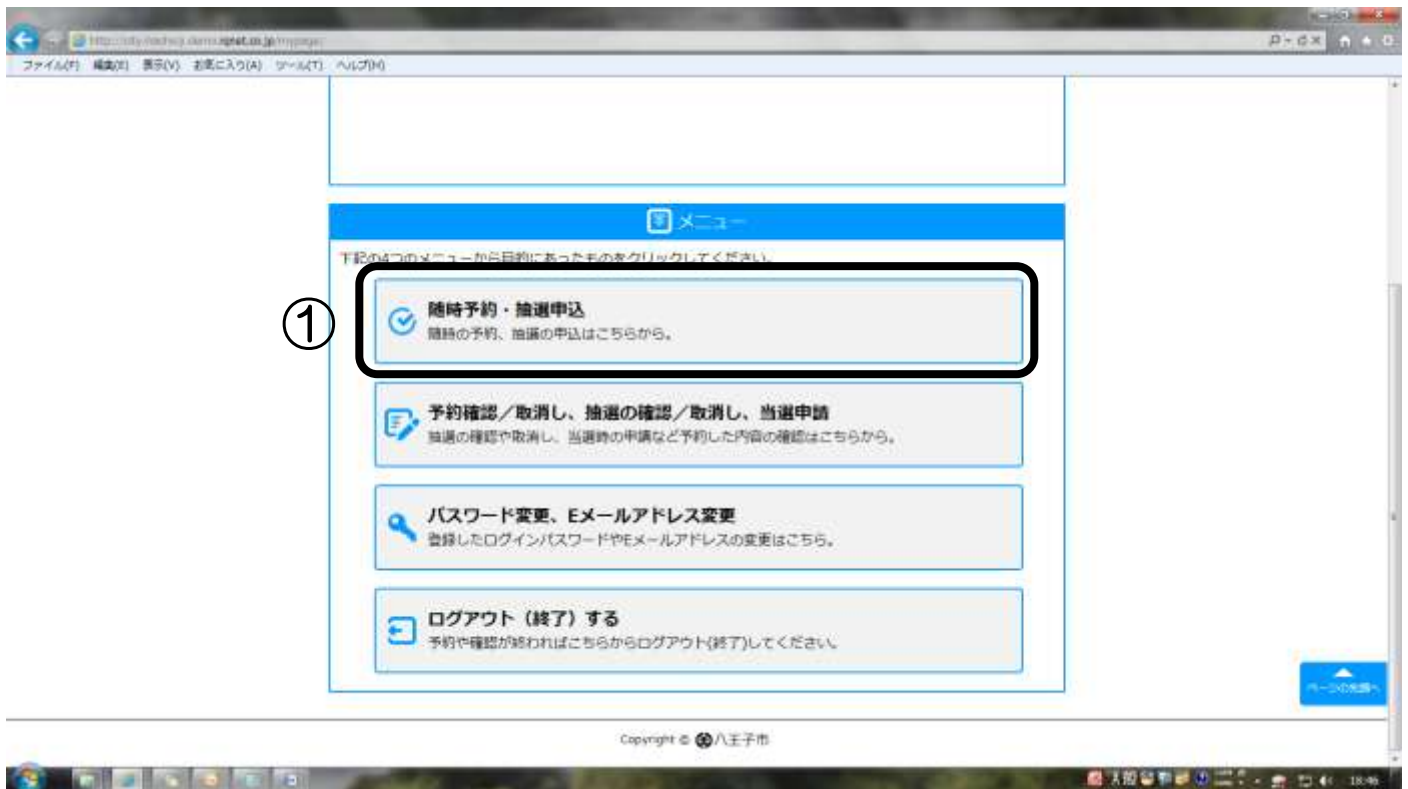 ファイル(F) 編集(E) 表示(V) お気に入り(A) ツール(T) ヘルプ(H)
メニュー
下記の4つのメニューから目的にあったものをクリックしてください。
①
随時予約・抽選申込
随時の予約、抽選の申込はこちらから。
予約確認／取消し、抽選の確認／取消し、当選申請
抽選の確認や取消し、当選時の申請など予約した内容の確認はこちらから。
パスワード変更、Eメールアドレス変更
登録したログインパスワードやEメールアドレスの変更はこちら。
ログアウト（終了）する
予約や確認が終わればこちらからログアウト(終了)してください。
ページの先頭へ
Copyright © 八王子市
18:46